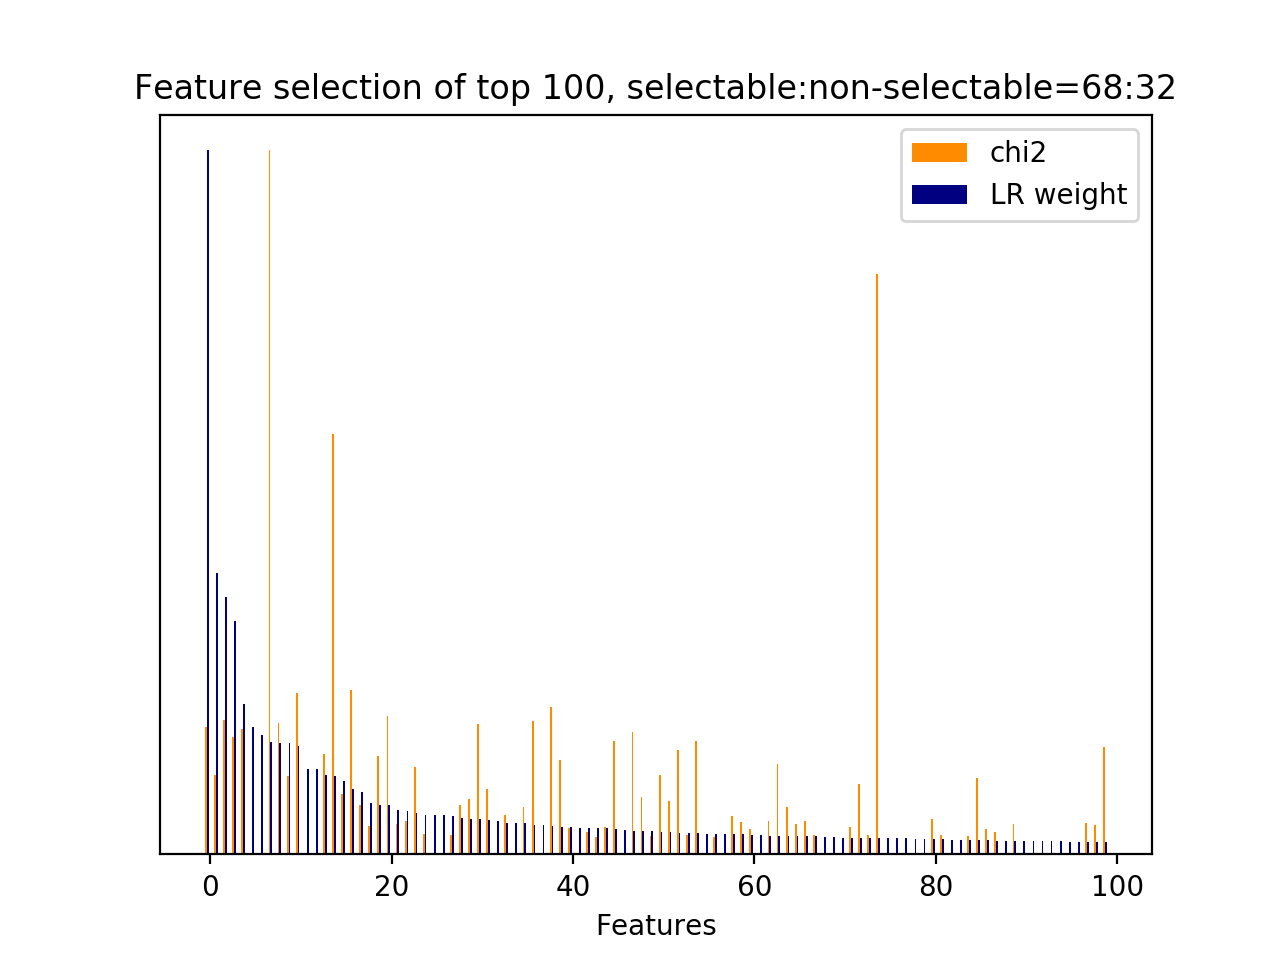 Feature selection of top 100, selectable:non-selectable=68:32
chi2
LR weight
0 20 40 60 80 100
Features